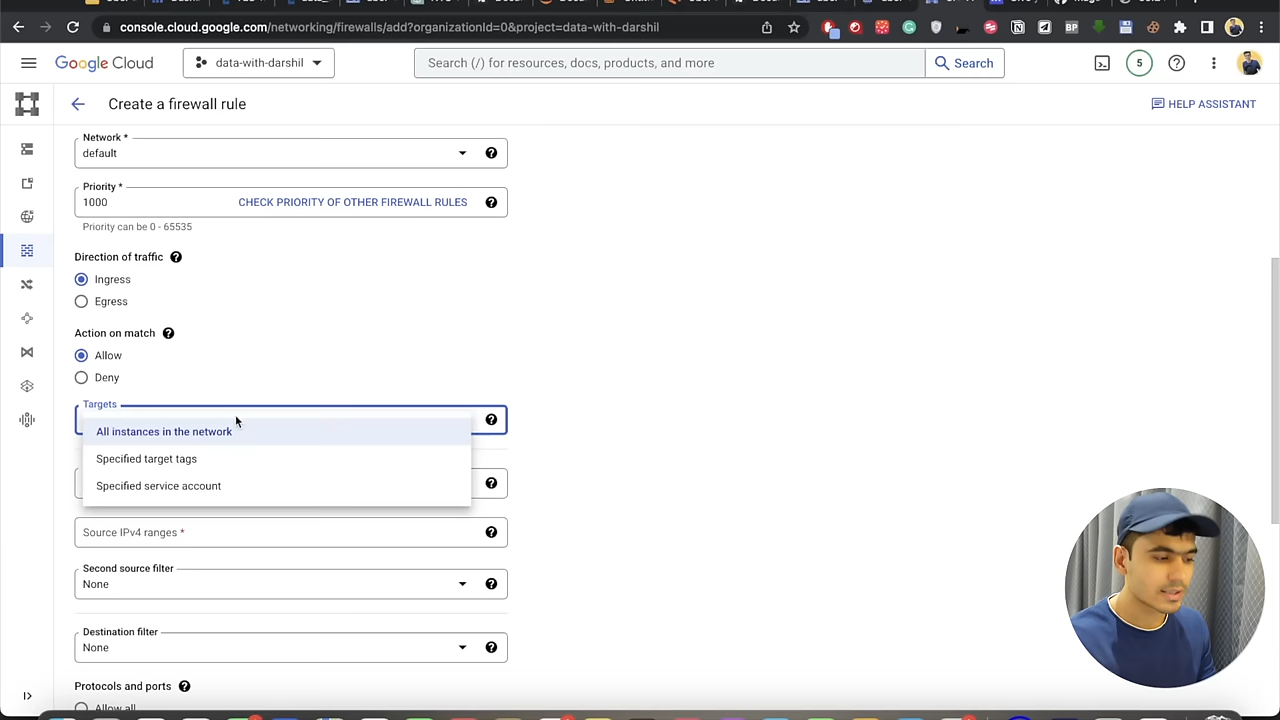 console.cloud.google.com/networking/firewalls/add?organizationId=0&project=data-with-darshil
BP
Google Cloud
data-with-darshil
Search (/) for resources, docs, products, and more
Search
5
Create a firewall rule
HELP ASSISTANT
Network *
default
Priority *
1000
CHECK PRIORITY OF OTHER FIREWALL RULES
Priority can be 0 - 65535
Direction of traffic
Ingress
Egress
Action on match
Allow
Deny
Targets
All instances in the network
Specified target tags
Specified service account
Source IPv4 ranges *
Second source filter
None
Destination filter
None
Protocols and ports
Allow all